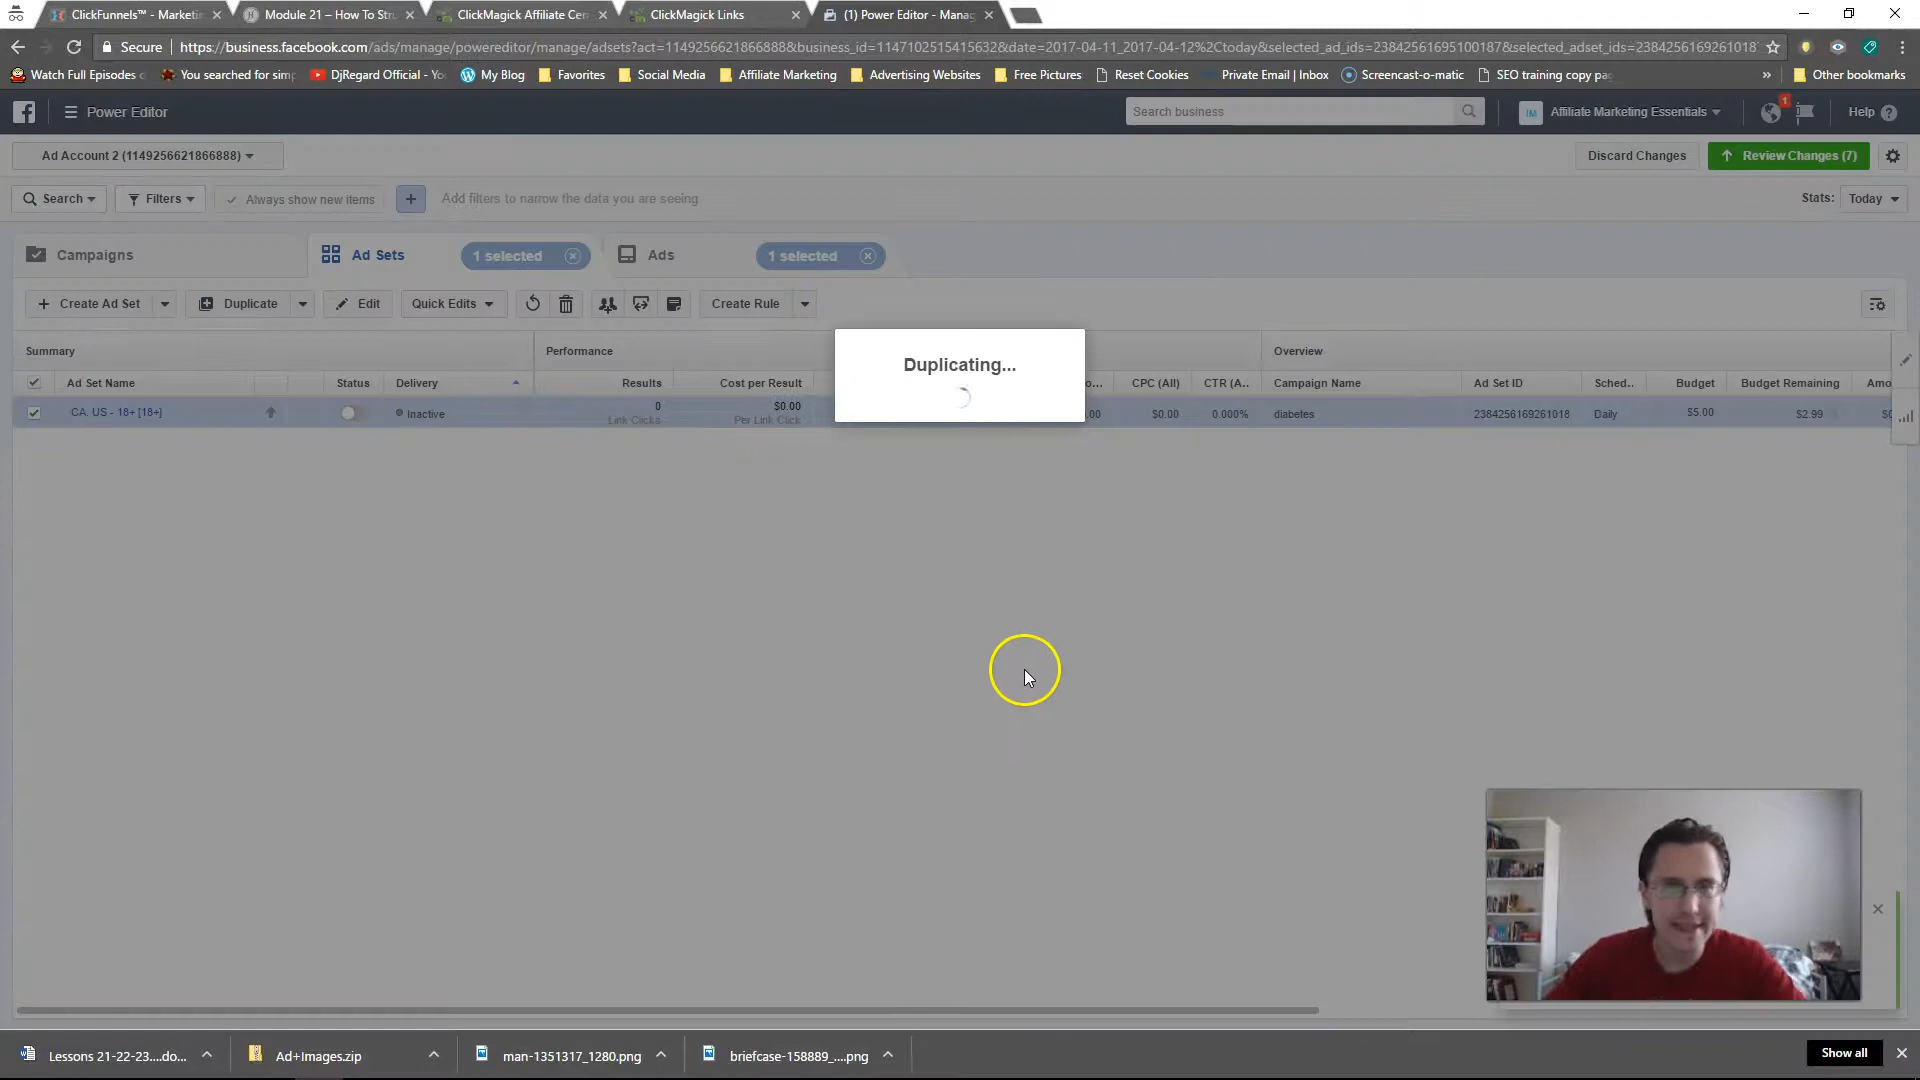 ClickFunnels™ - Marketin
Module 21 – How To Stru
ClickMagick Affiliate Cen
ClickMagick Links
(1) Power Editor - Manag
Secure
https://business.facebook.com/ads/manage/powereditor/manage/adsets?act=1149256621866888&business_id=1147102515415632&date=2017-04-11_2017-04-12%2Ctoday&selected_ad_ids=23842561695100187&selected_adset_ids=2384256169261018
Watch Full Episodes o
You searched for simp
DjRegard Official - Yo
My Blog
Favorites
Social Media
Affiliate Marketing
Advertising Websites
Free Pictures
Reset Cookies
Private Email | Inbox
Screencast-o-matic
SEO training copy pag
»
Other bookmarks
Power Editor
Search business
IM
Affiliate Marketing Essentials
1
Help
Ad Account 2 (1149256621866888)
Discard Changes
Review Changes (7)
Search
Filters
Always show new items
+
Add filters to narrow the data you are seeing
Stats:
Today
Campaigns
Ad Sets
1 selected
Ads
1 selected
+ Create Ad Set
Duplicate
Edit
Quick Edits
Create Rule
Summary
Performance
Overview
Ad Set Name
Status
Delivery
Results
Cost per Result
o...
CPC (All)
CTR (A..
Campaign Name
Ad Set ID
Sched..
Budget
Budget Remaining
Amo
CA, US - 18+ [18+]
Inactive
0
Link Clicks
$0.00
Per Link Click
.00
$0.00
0.000%
diabetes
2384256169261018
Daily
$5.00
$2.99
Duplicating...
Lessons 21-22-23....do...
Ad+Images.zip
man-1351317_1280.png
briefcase-158889_....png
Show all